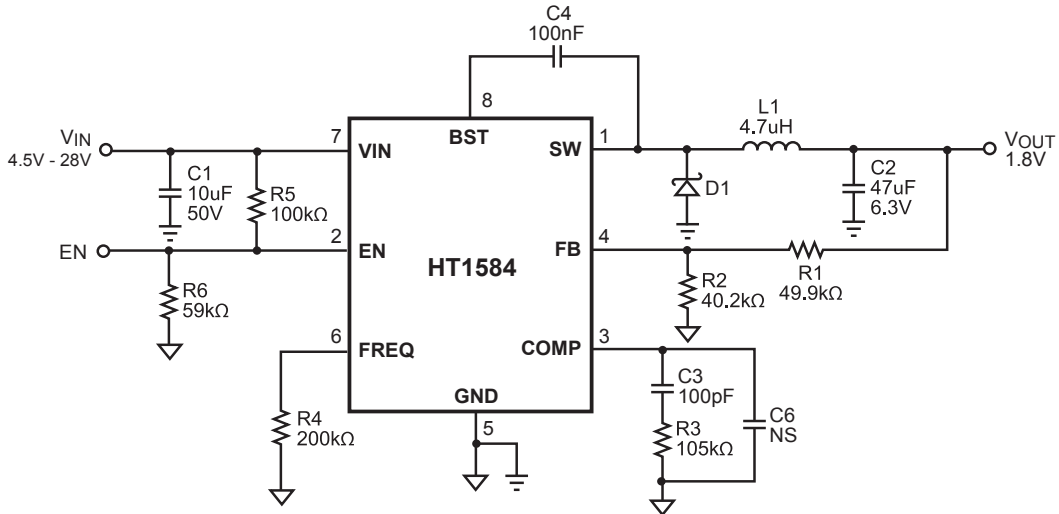 C4
100nF
8
BST
VIN
4.5V - 28V
7
VIN
C1
10uF
50V
R5
100kΩ
SW
1
L1
4.7uH
VOUT
1.8V
D1
C2
47uF
6.3V
EN
2
EN
HT1584
FB
4
R6
59kΩ
R2
40.2kΩ
R1
49.9kΩ
6
FREQ
COMP
3
R4
200kΩ
GND
5
C3
100pF
R3
105kΩ
C6
NS